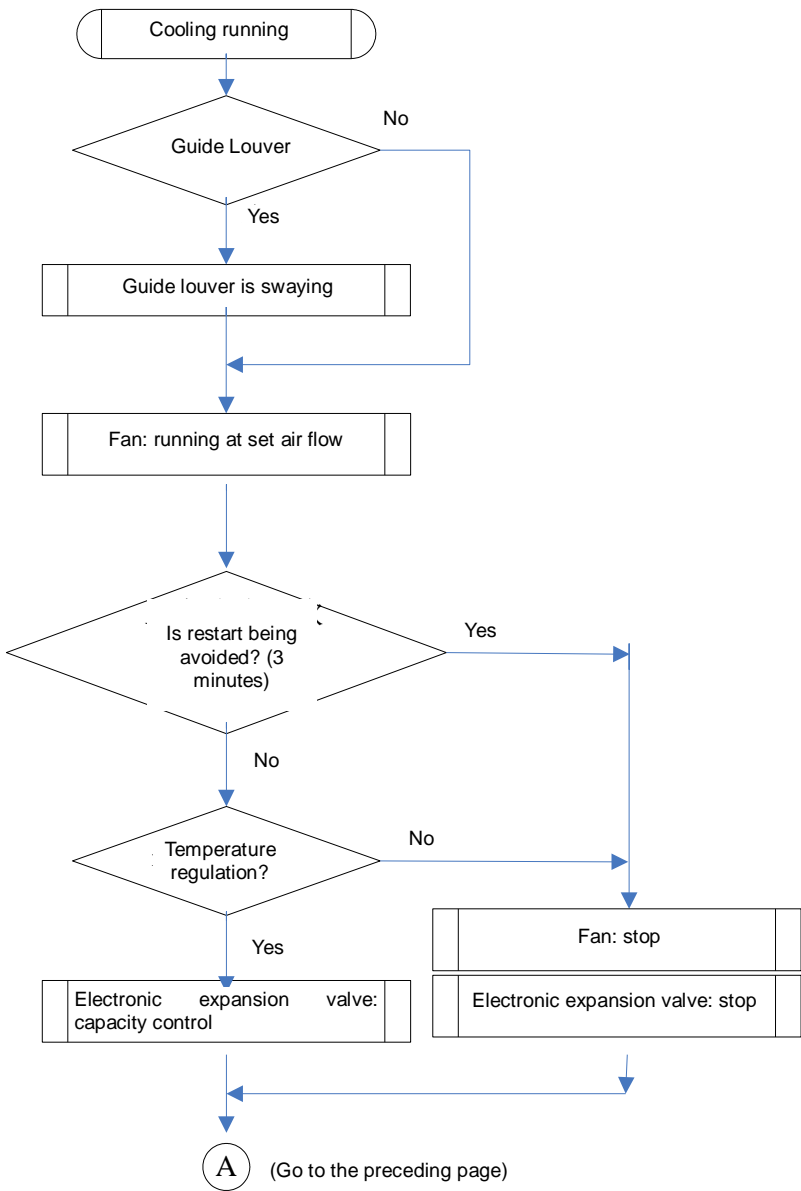 Cooling running
No
Guide Louver
Yes
Guide louver is swaying
Fan: running at set air flow
Is restart being
avoided? (3
minutes)
Yes
No
Temperature
regulation?
No
Yes
Fan: stop
Electronic expansion valve:
capacity control
Electronic expansion valve: stop
A
(Go to the preceding page)